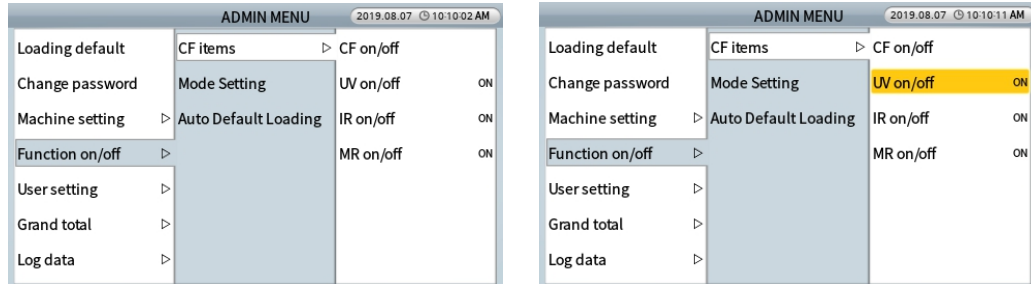 ADMIN MENU 2019.08.07 10:10:02 AM
Loading default CF items CF on/off
Change password Mode Setting UV on/off ON
Machine setting Auto Default Loading IR on/off ON
Function on/off MR on/off ON
User setting
Grand total
Log data
ADMIN MENU 2019.08.07 10:10:11 AM
Loading default CF items CF on/off
Change password Mode Setting UV on/off ON
Machine setting Auto Default Loading IR on/off ON
Function on/off MR on/off ON
User setting
Grand total
Log data